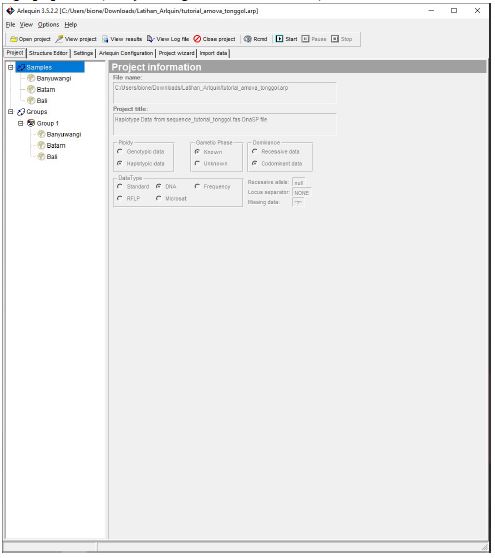 Arlequin 3.5.2.2 [C:/Users/bione/Downloads/Latihan_Arlquin/tutorial_amova_tonggol.arp]
File View Options Help
Open project View project View results View Log file Close project Rcmd Start Pause Stop
Project Structure Editor Settings Arlequin Configuration Project wizard Import data
Samples
Banyuwangi
Batam
Bali
Groups
Group 1
Banyuwangi
Batam
Bali
Project information
File name:
C:/Users/bione/Downloads/Latihan_Arlquin/tutorial_amova_tonggol.arp
Project title:
Haplotype Data from sequence_tutorial_tonggol.fas DnaSP file
Ploidy Gametic Phase Dominance
Genotypic data Known Recessive data
Haplotypic data Unknown Codominant data
DataType
Standard DNA Frequency
RFLP Microsat
Recessive allele: null
Locus separator: NONE
Missing data: '?'